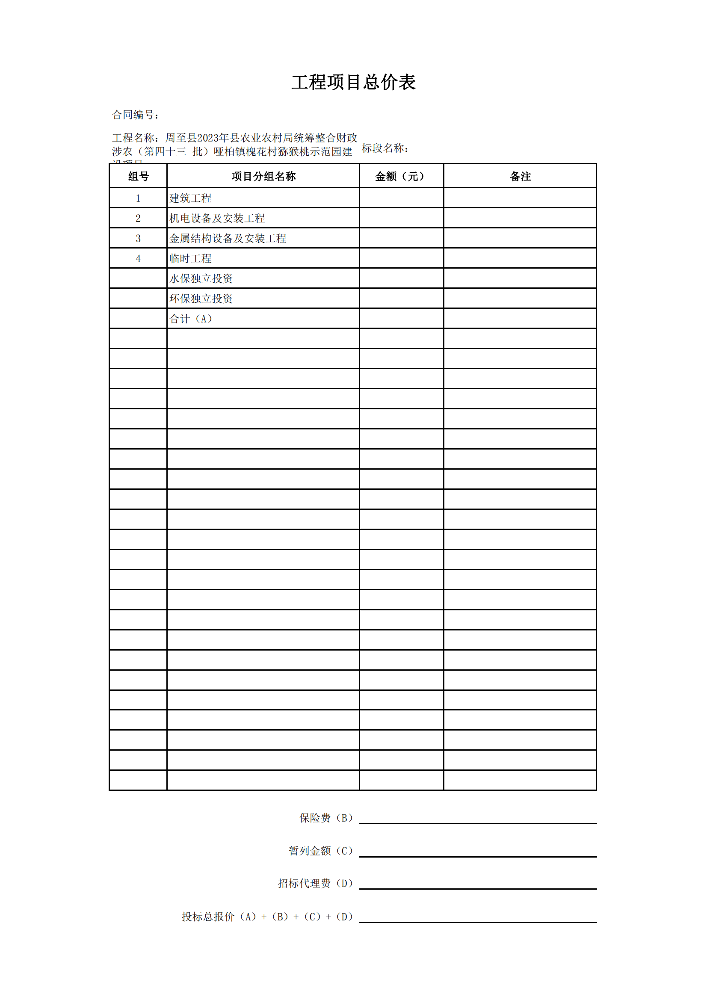 工程项目总价表
合同编号：
工程名称：周至县2023年县农业农村局统筹整合财政
涉农（第四十三 批）哑柏镇槐花村猕猴桃示范园建
标段名称：
组号 项目分组名称 金额（元） 备注
1 建筑工程
2 机电设备及安装工程
3 金属结构设备及安装工程
4 临时工程
水保独立投资
环保独立投资
合计（A）
保险费（B）
暂列金额（C）
招标代理费（D）
投标总报价（A）+（B）+（C）+（D）